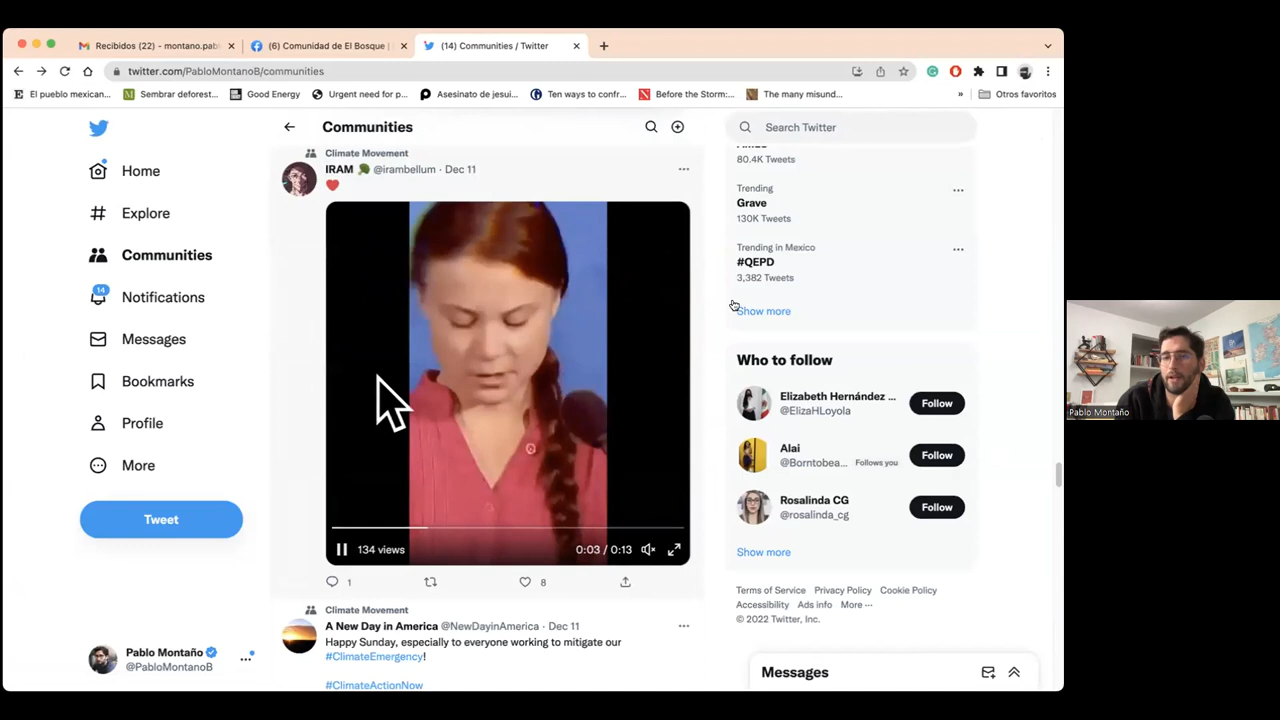 Recibidos (22) - montano.pab
(6) Comunidad de El Bosque |
(14) Communities / Twitter
twitter.com/PabloMontanoB/communities
El pueblo mexican...
Sembrar deforest...
Good Energy
Urgent need for p...
Asesinato de jesui...
Ten ways to confr...
Before the Storm:...
The many misund...
»
Otros favoritos
Home
Explore
Communities
14
Notifications
Messages
Bookmarks
Profile
More
Tweet
Pablo Montaño
@PabloMontanoB
Communities
Climate Movement
IRAM @irambellum · Dec 11
134 views
0:03 / 0:13
1
8
Climate Movement
A New Day in America @NewDayinAmerica · Dec 11
Happy Sunday, especially to everyone working to mitigate our
#ClimateEmergency!
#ClimateActionNow
Search Twitter
80.4K Tweets
Trending
Grave
130K Tweets
Trending in Mexico
#QEPD
3,382 Tweets
Show more
Who to follow
Elizabeth Hernández ...
@ElizaHLoyola
Follow
Alai
@Borntobea... Follows you
Follow
Rosalinda CG
@rosalinda_cg
Follow
Show more
Terms of Service Privacy Policy Cookie Policy
Accessibility Ads info More ···
© 2022 Twitter, Inc.
Messages
Pablo Montaño